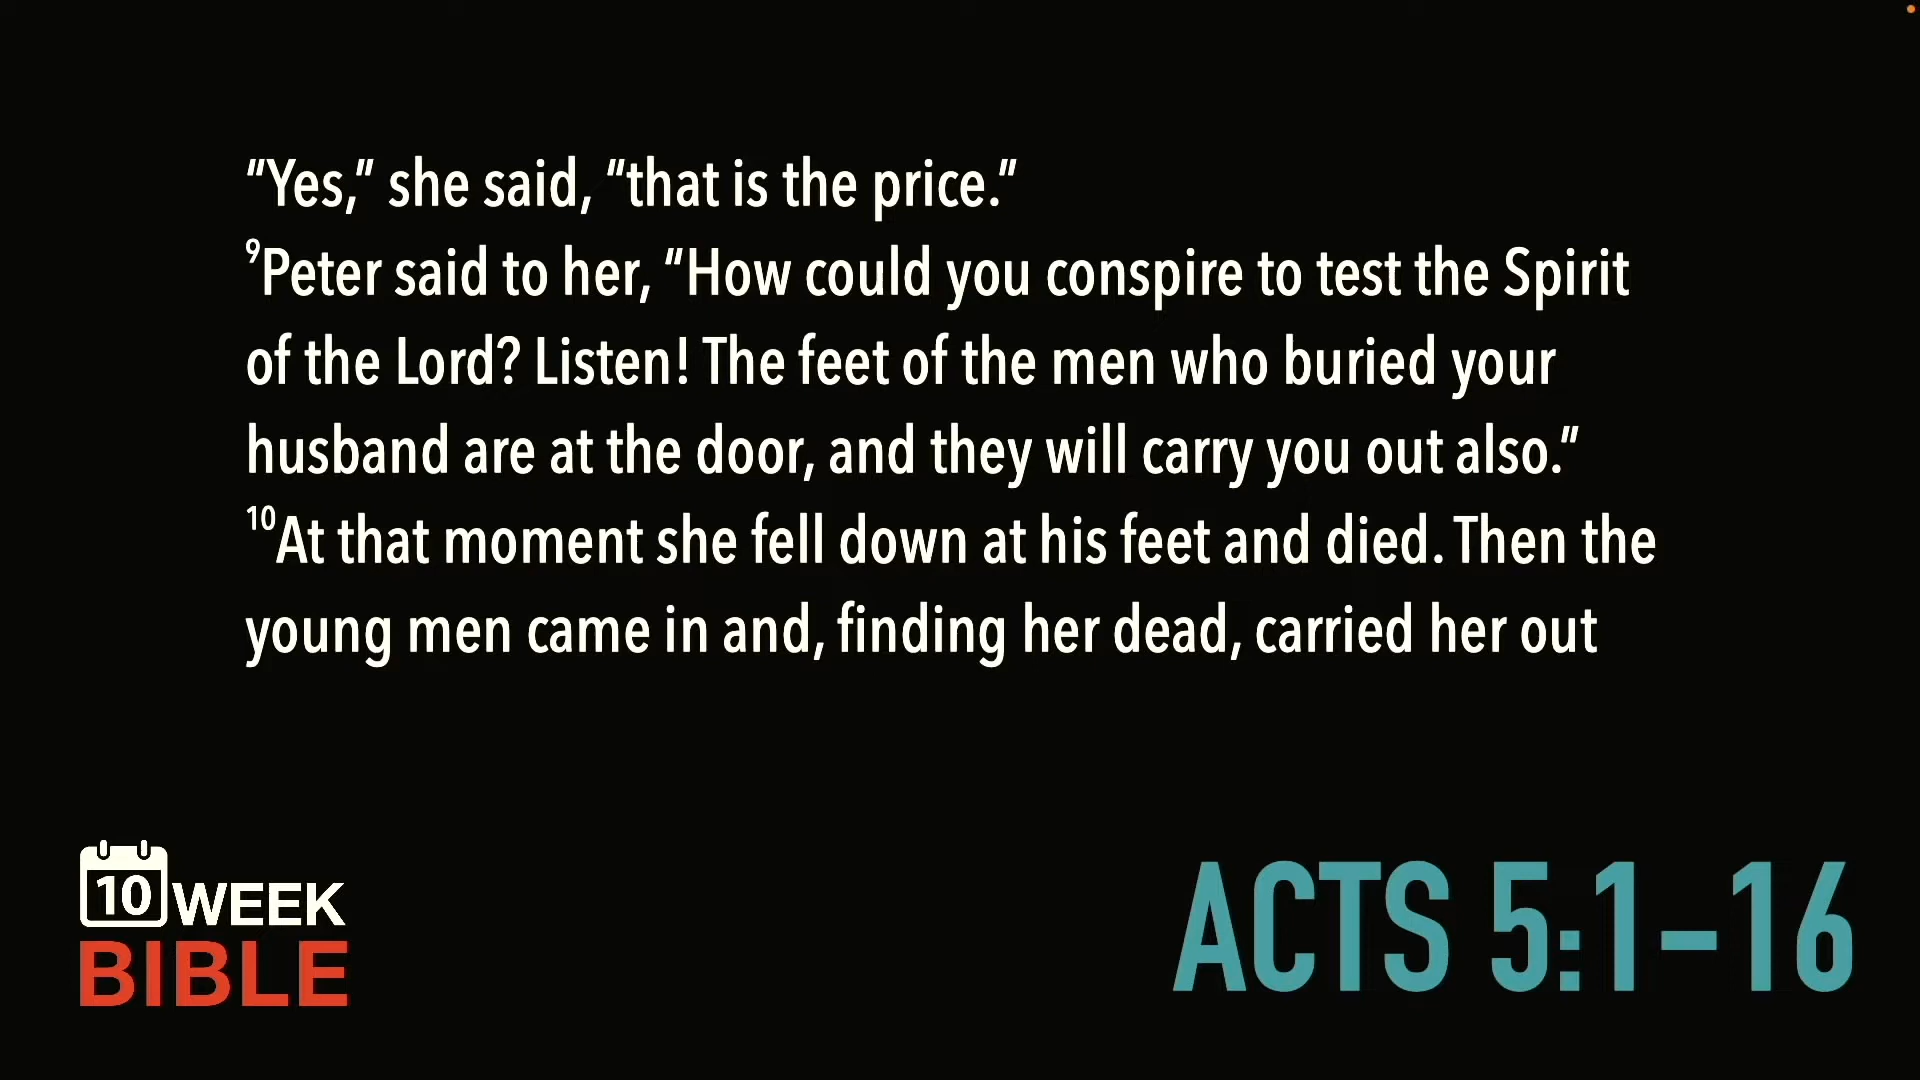 “Yes,” she said, “that is the price.”
⁹Peter said to her, “How could you conspire to test the Spirit
of the Lord? Listen! The feet of the men who buried your
husband are at the door, and they will carry you out also.”
¹⁰At that moment she fell down at his feet and died. Then the
young men came in and, finding her dead, carried her out
10 WEEK
BIBLE
ACTS 5:1–16